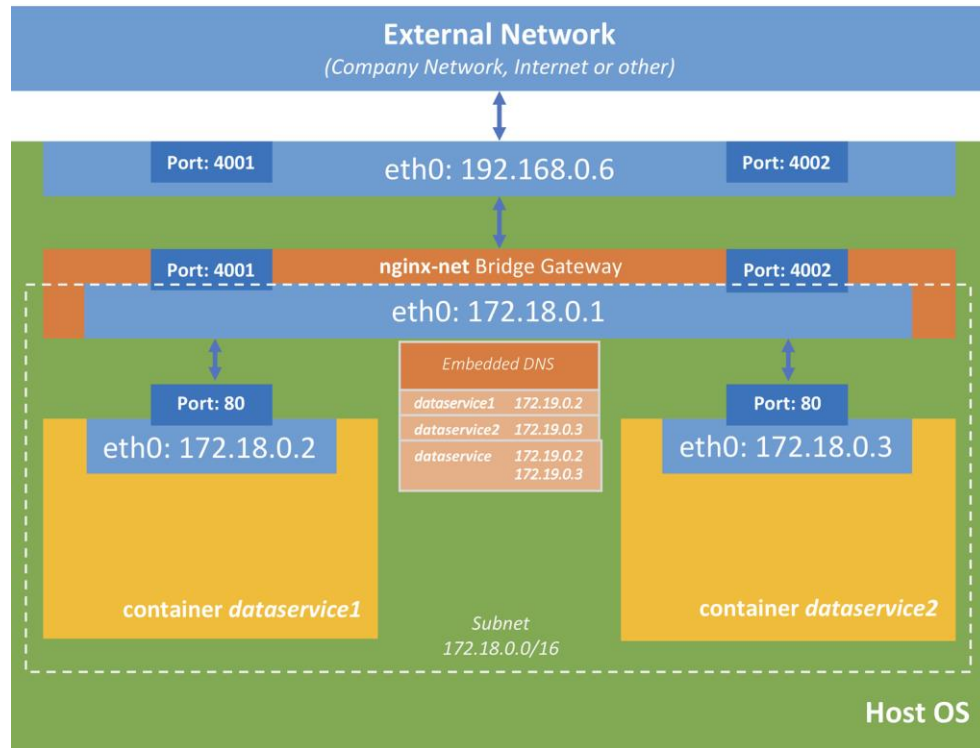 External Network
(Company Network, Internet or other)
Port: 4001
eth0: 192.168.0.6
Port: 4002
Port: 4001
nginx-net Bridge Gateway
Port: 4002
eth0: 172.18.0.1
Embedded DNS
dataservice1 172.19.0.2
dataservice2 172.19.0.3
dataservice 172.19.0.2
172.19.0.3
Port: 80
eth0: 172.18.0.2
container dataservice1
Port: 80
eth0: 172.18.0.3
container dataservice2
Subnet
172.18.0.0/16
Host OS